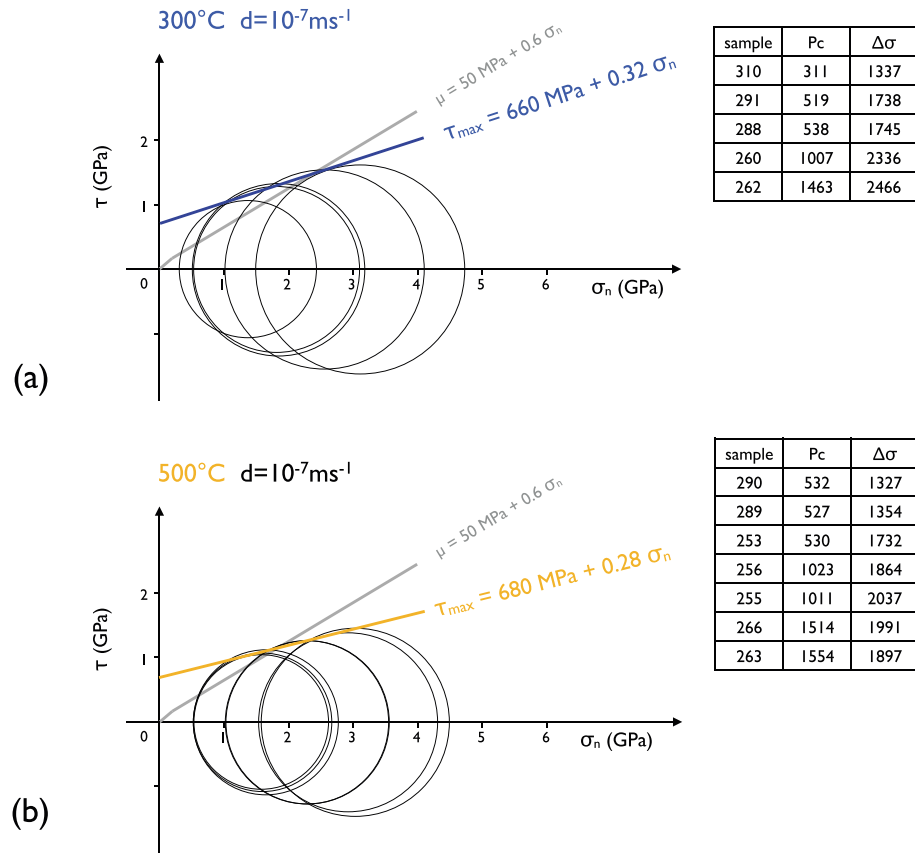 300°C d=10⁻⁷ms⁻¹
μ = 50 MPa + 0.6 σₙ
τmax = 660 MPa + 0.32 σₙ
τ (GPa)
2
1
0 1 2 3 4 5 6
σₙ (GPa)
(a)
sample Pc Δσ
310 311 1337
291 519 1738
288 538 1745
260 1007 2336
262 1463 2466
500°C d=10⁻⁷ms⁻¹
μ = 50 MPa + 0.6 σₙ
τmax = 680 MPa + 0.28 σₙ
τ (GPa)
2
1
0 1 2 3 4 5 6
σₙ (GPa)
(b)
sample Pc Δσ
290 532 1327
289 527 1354
253 530 1732
256 1023 1864
255 1011 2037
266 1514 1991
263 1554 1897